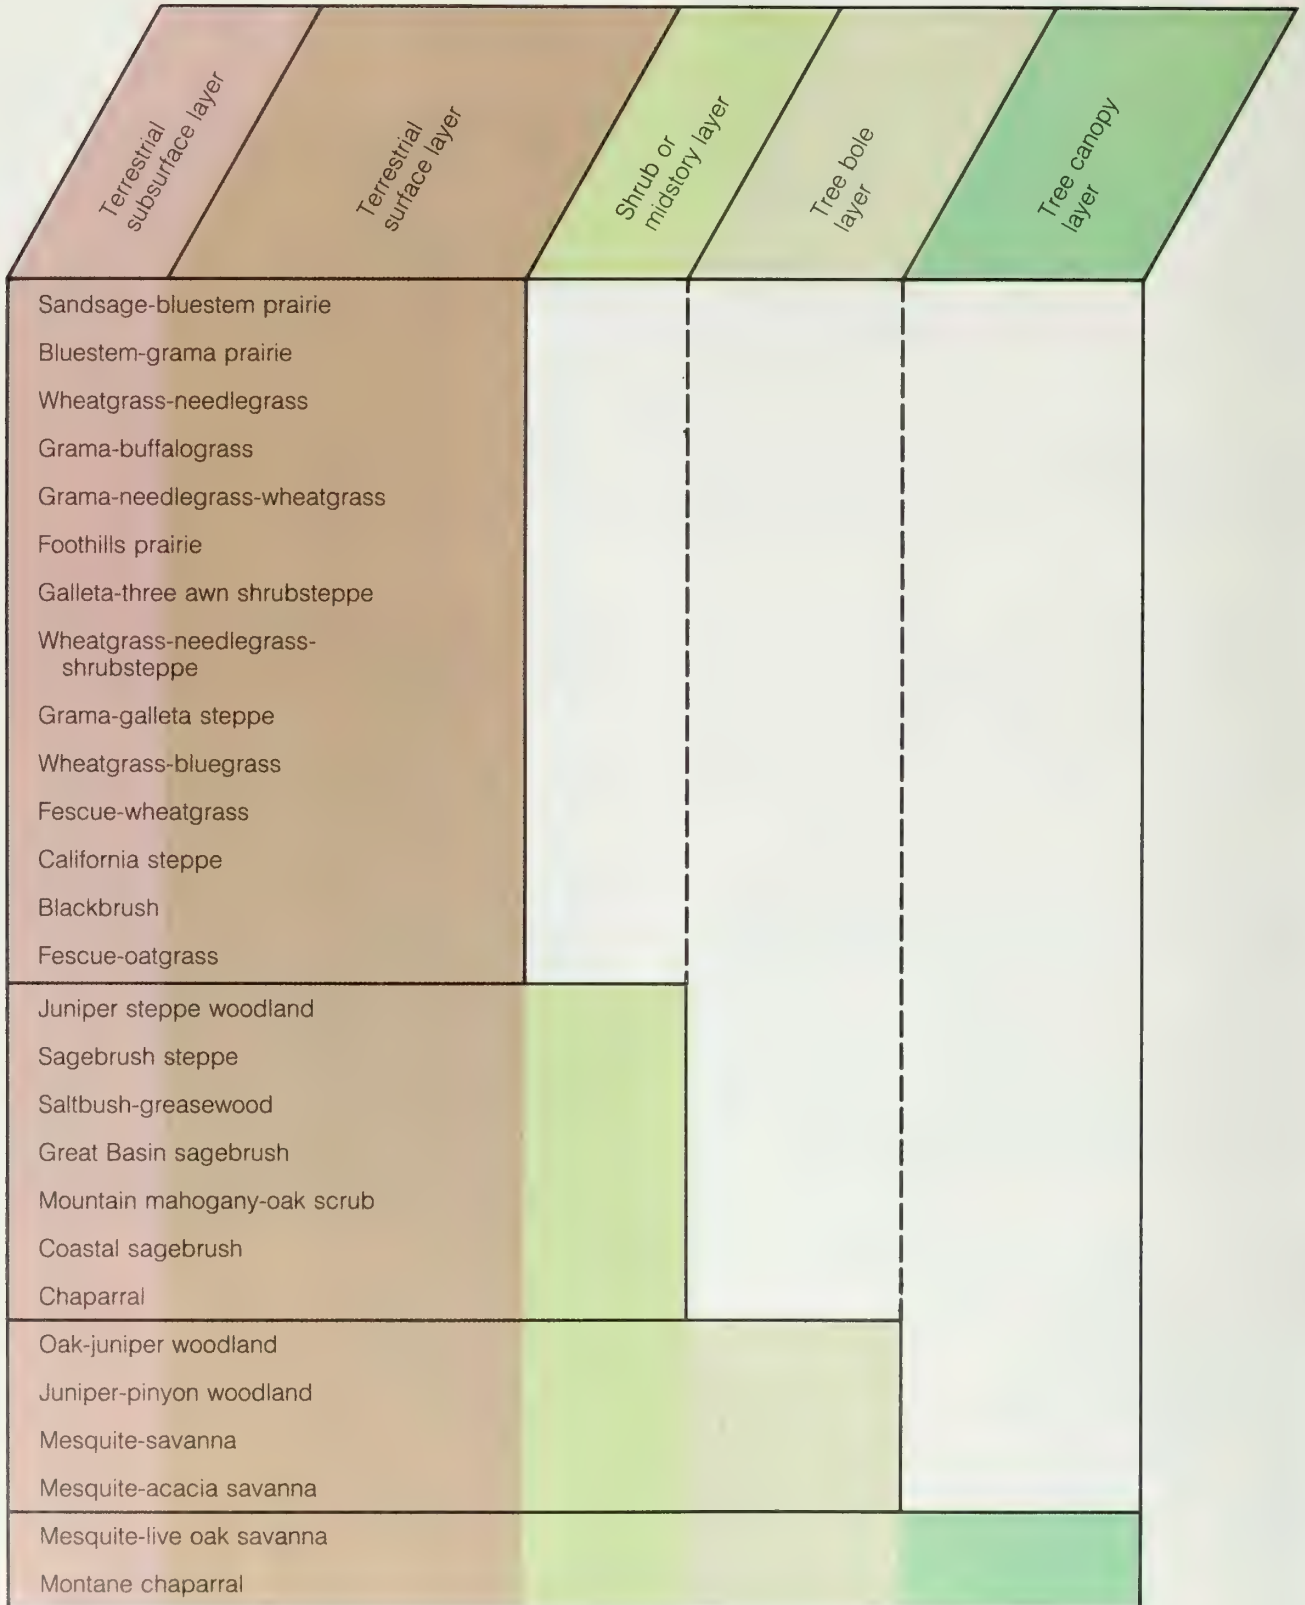 Terrestrial
subsurface layer
Terrestrial
surface layer
Shrub or
midstory layer
Tree bole
layer
Tree canopy
layer
Sandsage-bluestem prairie
Bluestem-grama prairie
Wheatgrass-needlegrass
Grama-buffalograss
Grama-needlegrass-wheatgrass
Foothills prairie
Galleta-three awn shrubsteppe
Wheatgrass-needlegrass-
shrubsteppe
Grama-galleta steppe
Wheatgrass-bluegrass
Fescue-wheatgrass
California steppe
Blackbrush
Fescue-oatgrass
Juniper steppe woodland
Sagebrush steppe
Saltbush-greasewood
Great Basin sagebrush
Mountain mahogany-oak scrub
Coastal sagebrush
Chaparral
Oak-juniper woodland
Juniper-pinyon woodland
Mesquite-savanna
Mesquite-acacia savanna
Mesquite-live oak savanna
Montane chaparral